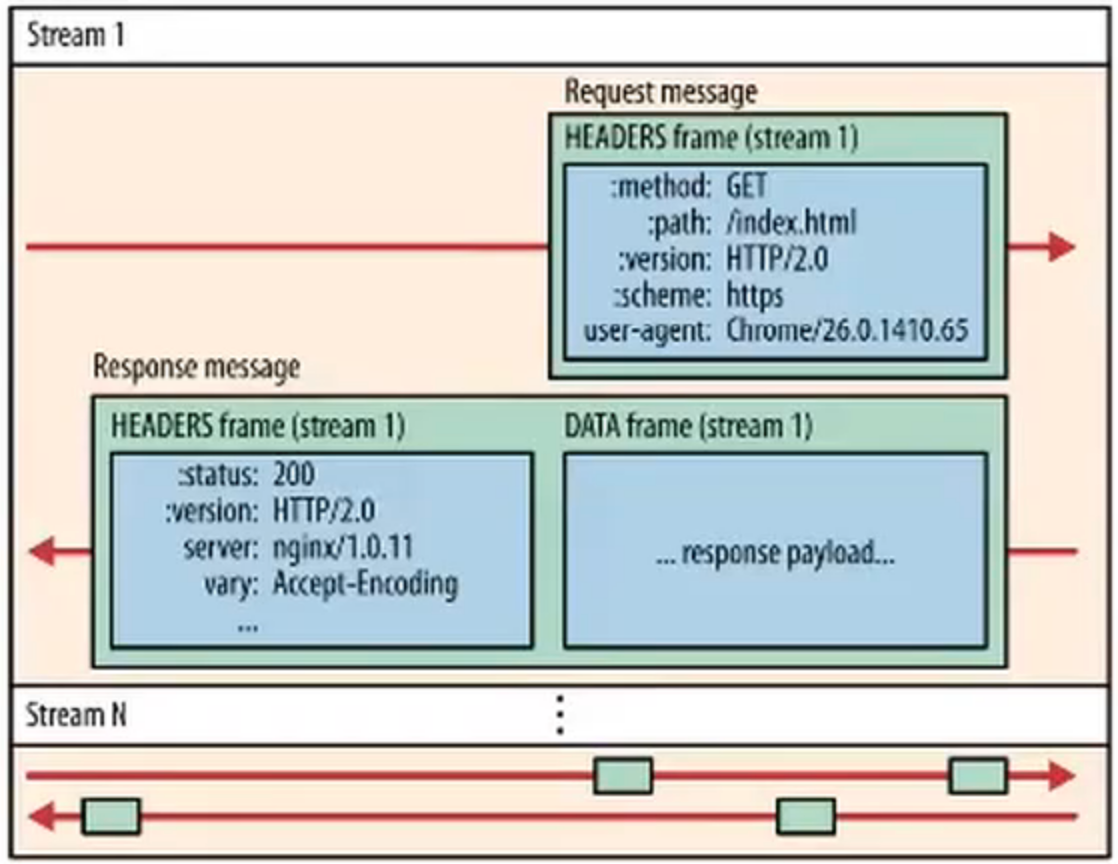 Stream 1
Request message
HEADERS frame (stream 1)
:method: GET
:path: /index.html
:version: HTTP/2.0
:scheme: https
user-agent: Chrome/26.0.1410.65
Response message
HEADERS frame (stream 1)
:status: 200
:version: HTTP/2.0
server: nginx/1.0.11
vary: Accept-Encoding
...
DATA frame (stream 1)
... response payload...
Stream N